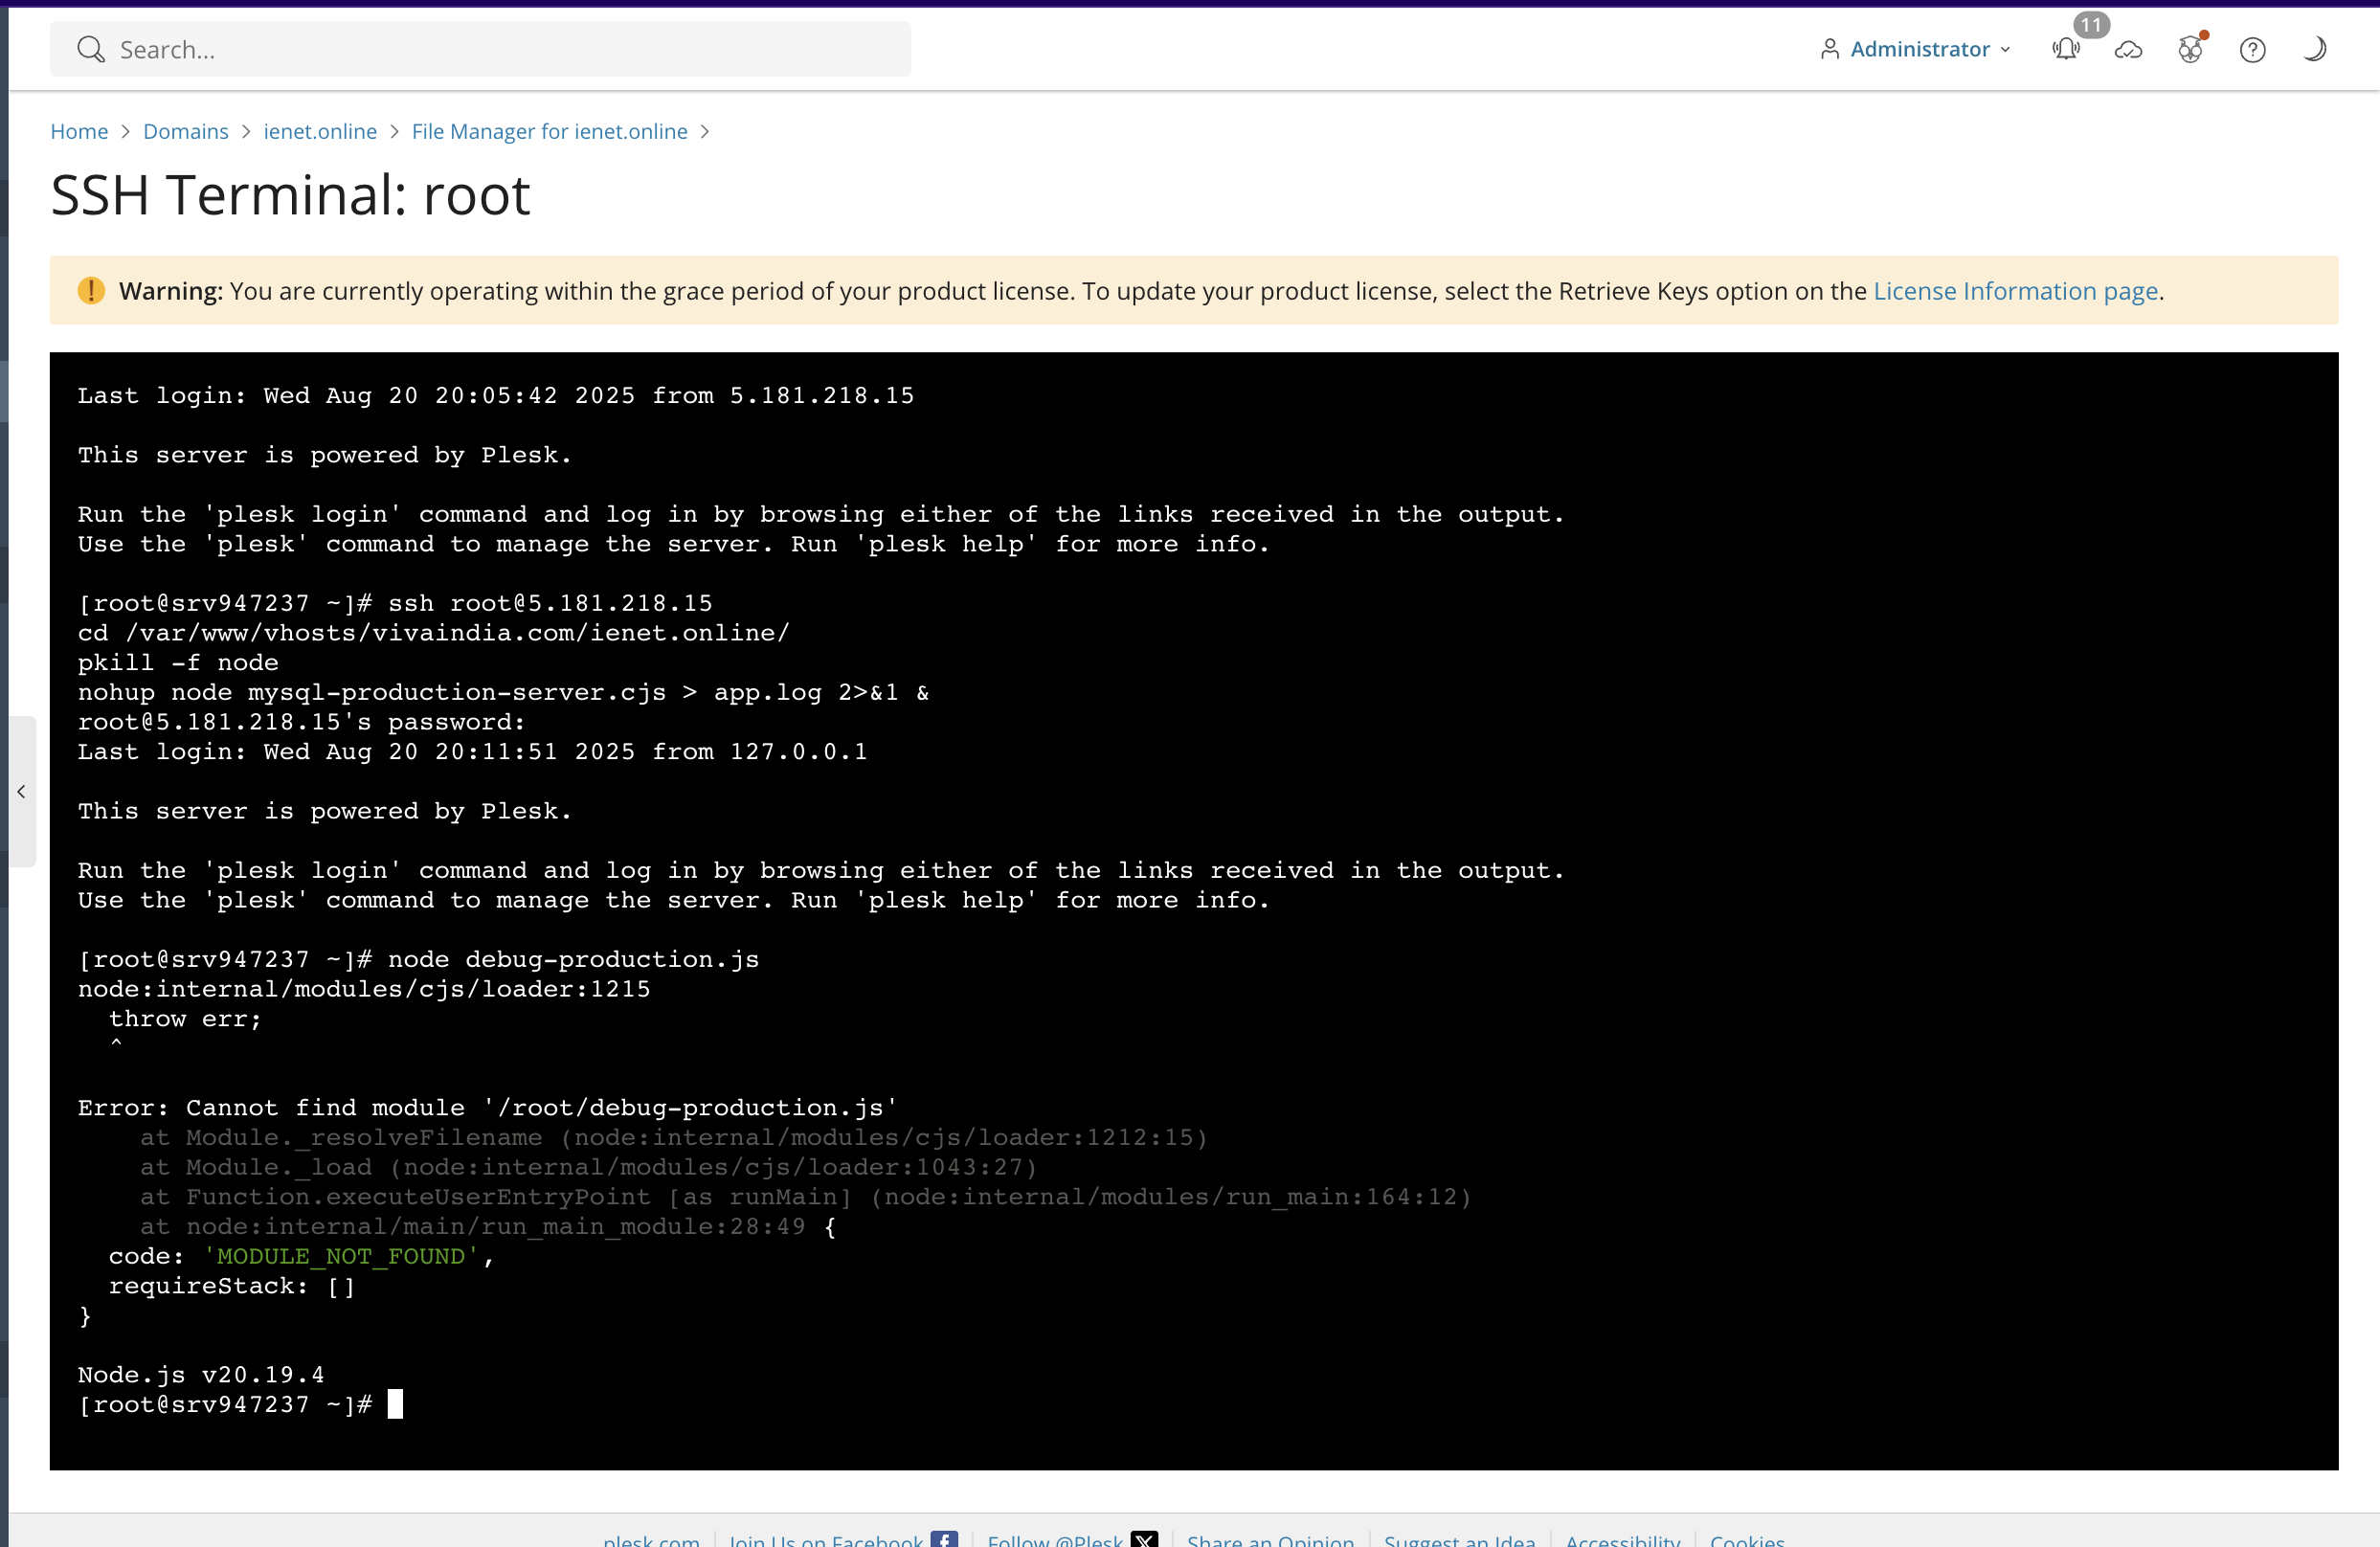 Search...
Administrator
11
Home > Domains > ienet.online > File Manager for ienet.online >
SSH Terminal: root
Warning: You are currently operating within the grace period of your product license. To update your product license, select the Retrieve Keys option on the License Information page.
Last login: Wed Aug 20 20:05:42 2025 from 5.181.218.15
This server is powered by Plesk.
Run the 'plesk login' command and log in by browsing either of the links received in the output.
Use the 'plesk' command to manage the server. Run 'plesk help' for more info.
[root@srv947237 ~]# ssh root@5.181.218.15
cd /var/www/vhosts/vivaindia.com/ienet.online/
pkill -f node
nohup node mysql-production-server.cjs > app.log 2>&1 &
root@5.181.218.15's password:
Last login: Wed Aug 20 20:11:51 2025 from 127.0.0.1
This server is powered by Plesk.
Run the 'plesk login' command and log in by browsing either of the links received in the output.
Use the 'plesk' command to manage the server. Run 'plesk help' for more info.
[root@srv947237 ~]# node debug-production.js
node:internal/modules/cjs/loader:1215
  throw err;
  ^
Error: Cannot find module '/root/debug-production.js'
    at Module._resolveFilename (node:internal/modules/cjs/loader:1212:15)
    at Module._load (node:internal/modules/cjs/loader:1043:27)
    at Function.executeUserEntryPoint [as runMain] (node:internal/modules/run_main:164:12)
    at node:internal/main/run_main_module:28:49 {
  code: 'MODULE_NOT_FOUND',
  requireStack: []
}
Node.js v20.19.4
[root@srv947237 ~]#
plesk.com Join Us on Facebook Follow @Plesk Share an Opinion Suggest an Idea Accessibility Cookies